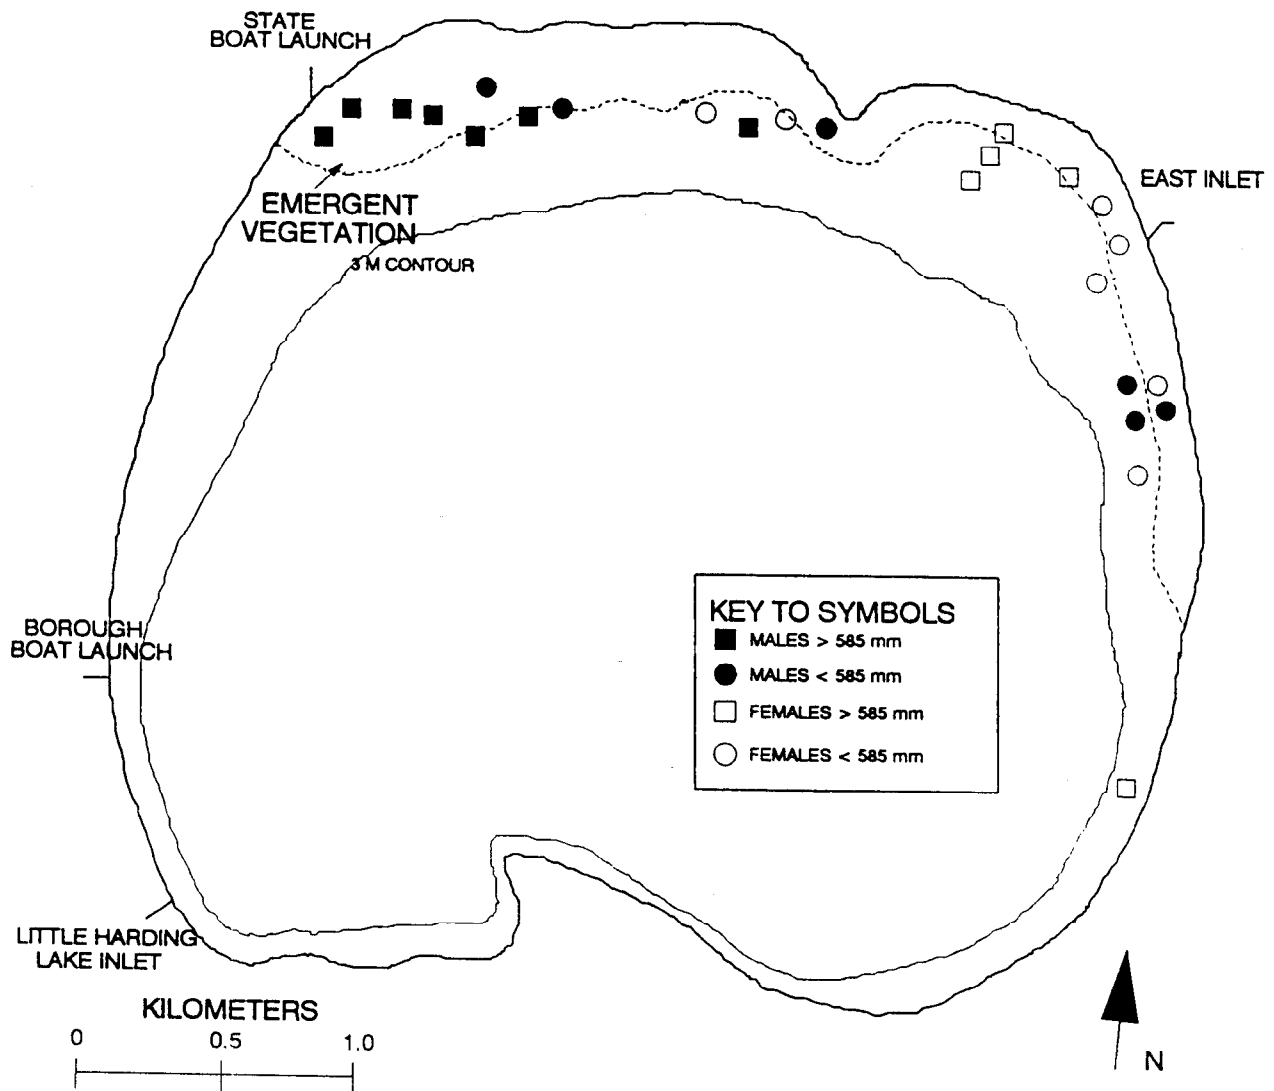 STATE
BOAT LAUNCH
EMERGENT
VEGETATION
3 M CONTOUR
EAST INLET
KEY TO SYMBOLS
MALES > 585 mm
MALES < 585 mm
FEMALES > 585 mm
FEMALES < 585 mm
BOROUGH
BOAT LAUNCH
LITTLE HARDING
LAKE INLET
KILOMETERS
0 0.5 1.0
N